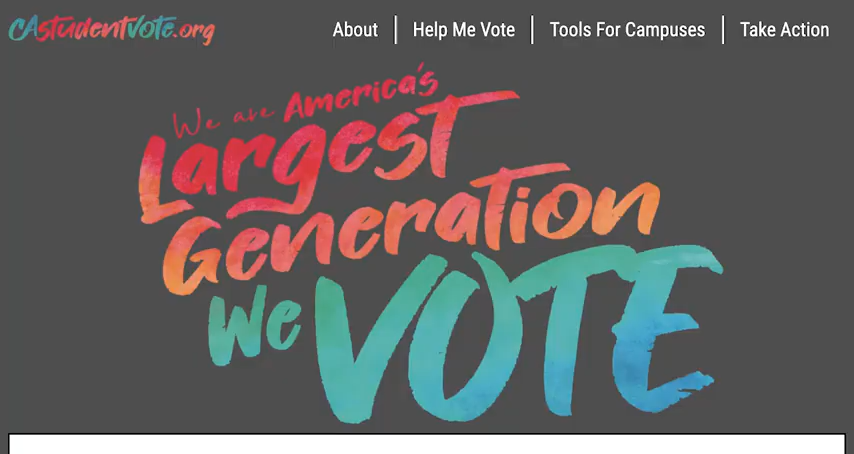 CAstudentvote.org
About
Help Me Vote
Tools For Campuses
Take Action
We are America's
Largest
Generation
We VOTE